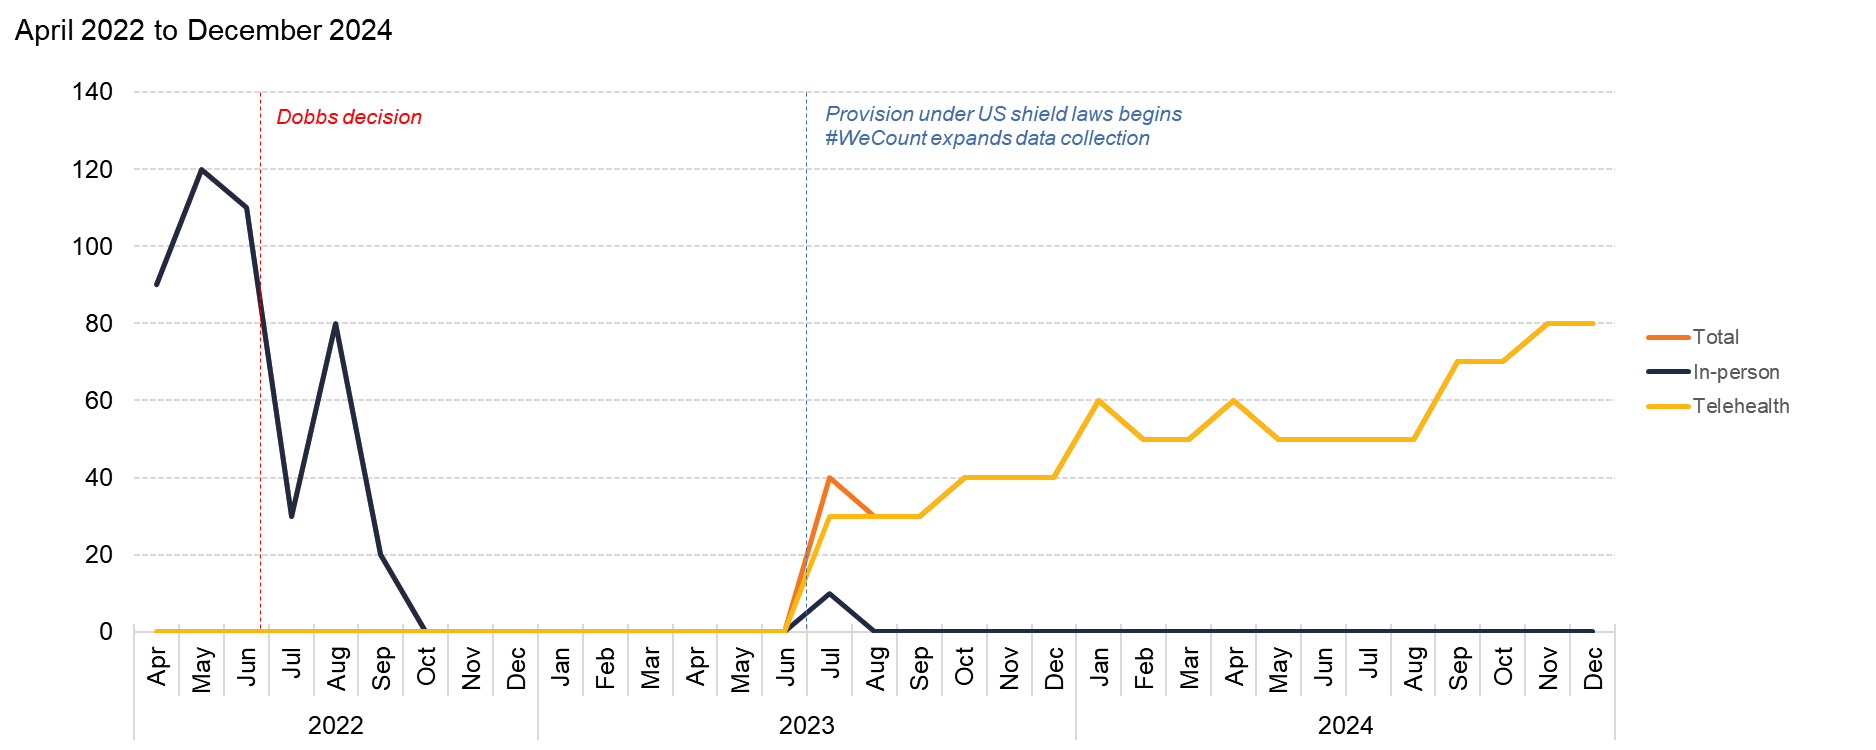 April 2022 to December 2024
140
Dobbs decision
Provision under US shield laws begins
#WeCount expands data collection
120
100
80
60
40
20
0
Total
In-person
Telehealth
Apr May Jun Jul Aug Sep Oct Nov Dec Jan Feb Mar Apr May Jun Jul Aug Sep Oct Nov Dec Jan Feb Mar Apr May Jun Jul Aug Sep Oct Nov Dec
2022 2023 2024